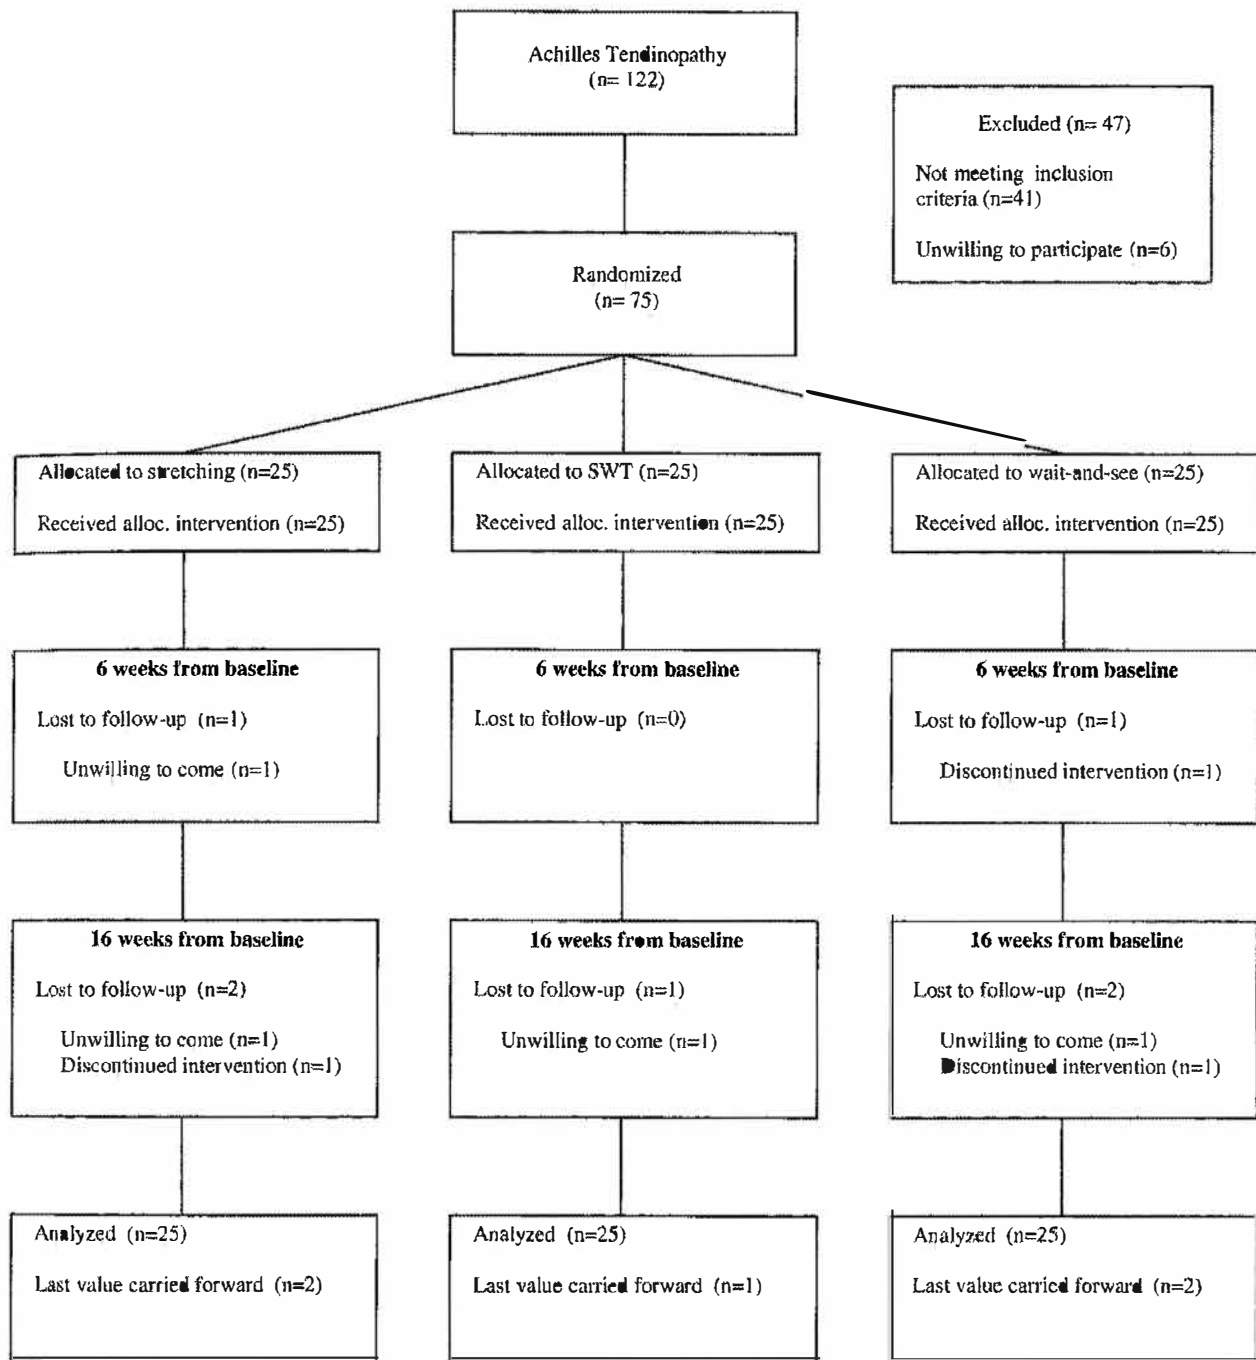 Achilles Tendinopathy
(n= 122)
Excluded (n= 47)
Not meeting inclusion
criteria (n=41)
Unwilling to participate (n=6)
Randomized
(n= 75)
Allocated to stretching (n=25)
Received alloc. intervention (n=25)
Allocated to SWT (n=25)
Received alloc. intervention (n=25)
Allocated to wait-and-see (n=25)
Received alloc. intervention (n=25)
6 weeks from baseline
Lost to follow-up (n=1)
Unwilling to come (n=1)
6 weeks from baseline
Lost to follow-up (n=0)
6 weeks from baseline
Lost to follow-up (n=1)
Discontinued intervention (n=1)
16 weeks from baseline
Lost to follow-up (n=2)
Unwilling to come (n=1)
Discontinued intervention (n=1)
16 weeks from baseline
Lost to follow-up (n=1)
Unwilling to come (n=1)
16 weeks from baseline
Lost to follow-up (n=2)
Unwilling to come (n=1)
Discontinued intervention (n=1)
Analyzed (n=25)
Last value carried forward (n=2)
Analyzed (n=25)
Last value carried forward (n=1)
Analyzed (n=25)
Last value carried forward (n=2)